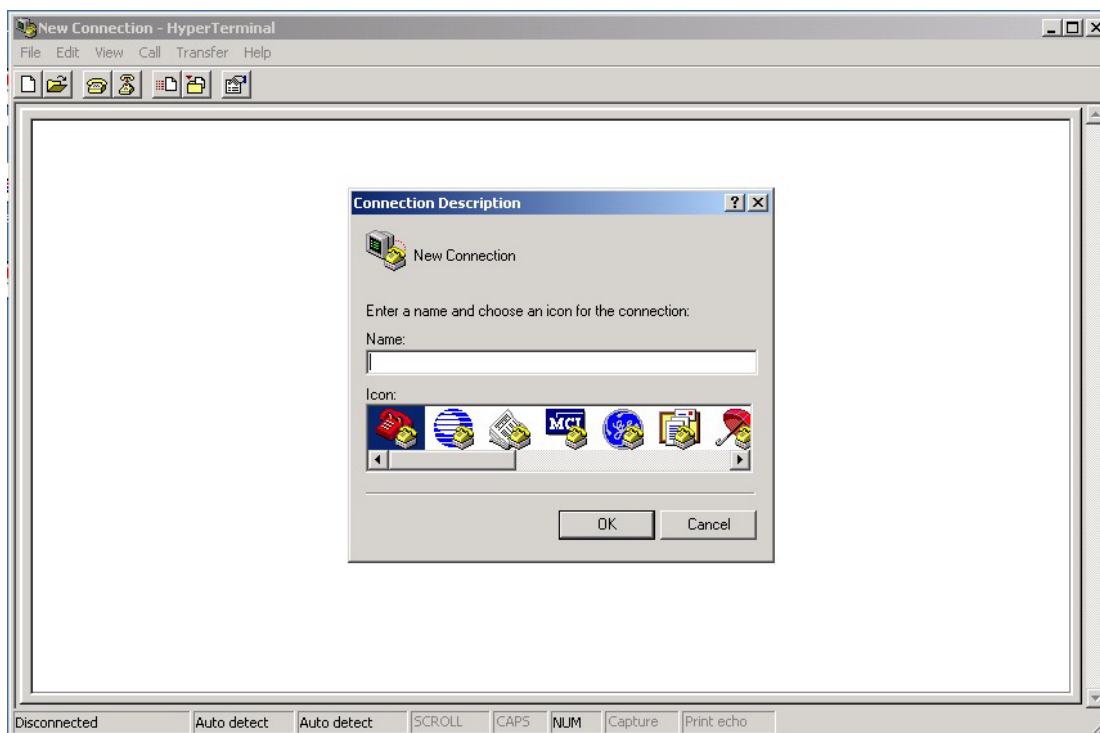 New Connection - HyperTerminal
File Edit View Call Transfer Help
Connection Description
New Connection
Enter a name and choose an icon for the connection:
Name:
Icon:
MCI
OK Cancel
Disconnected Auto detect Auto detect SCROLL CAPS NUM Capture Print echo